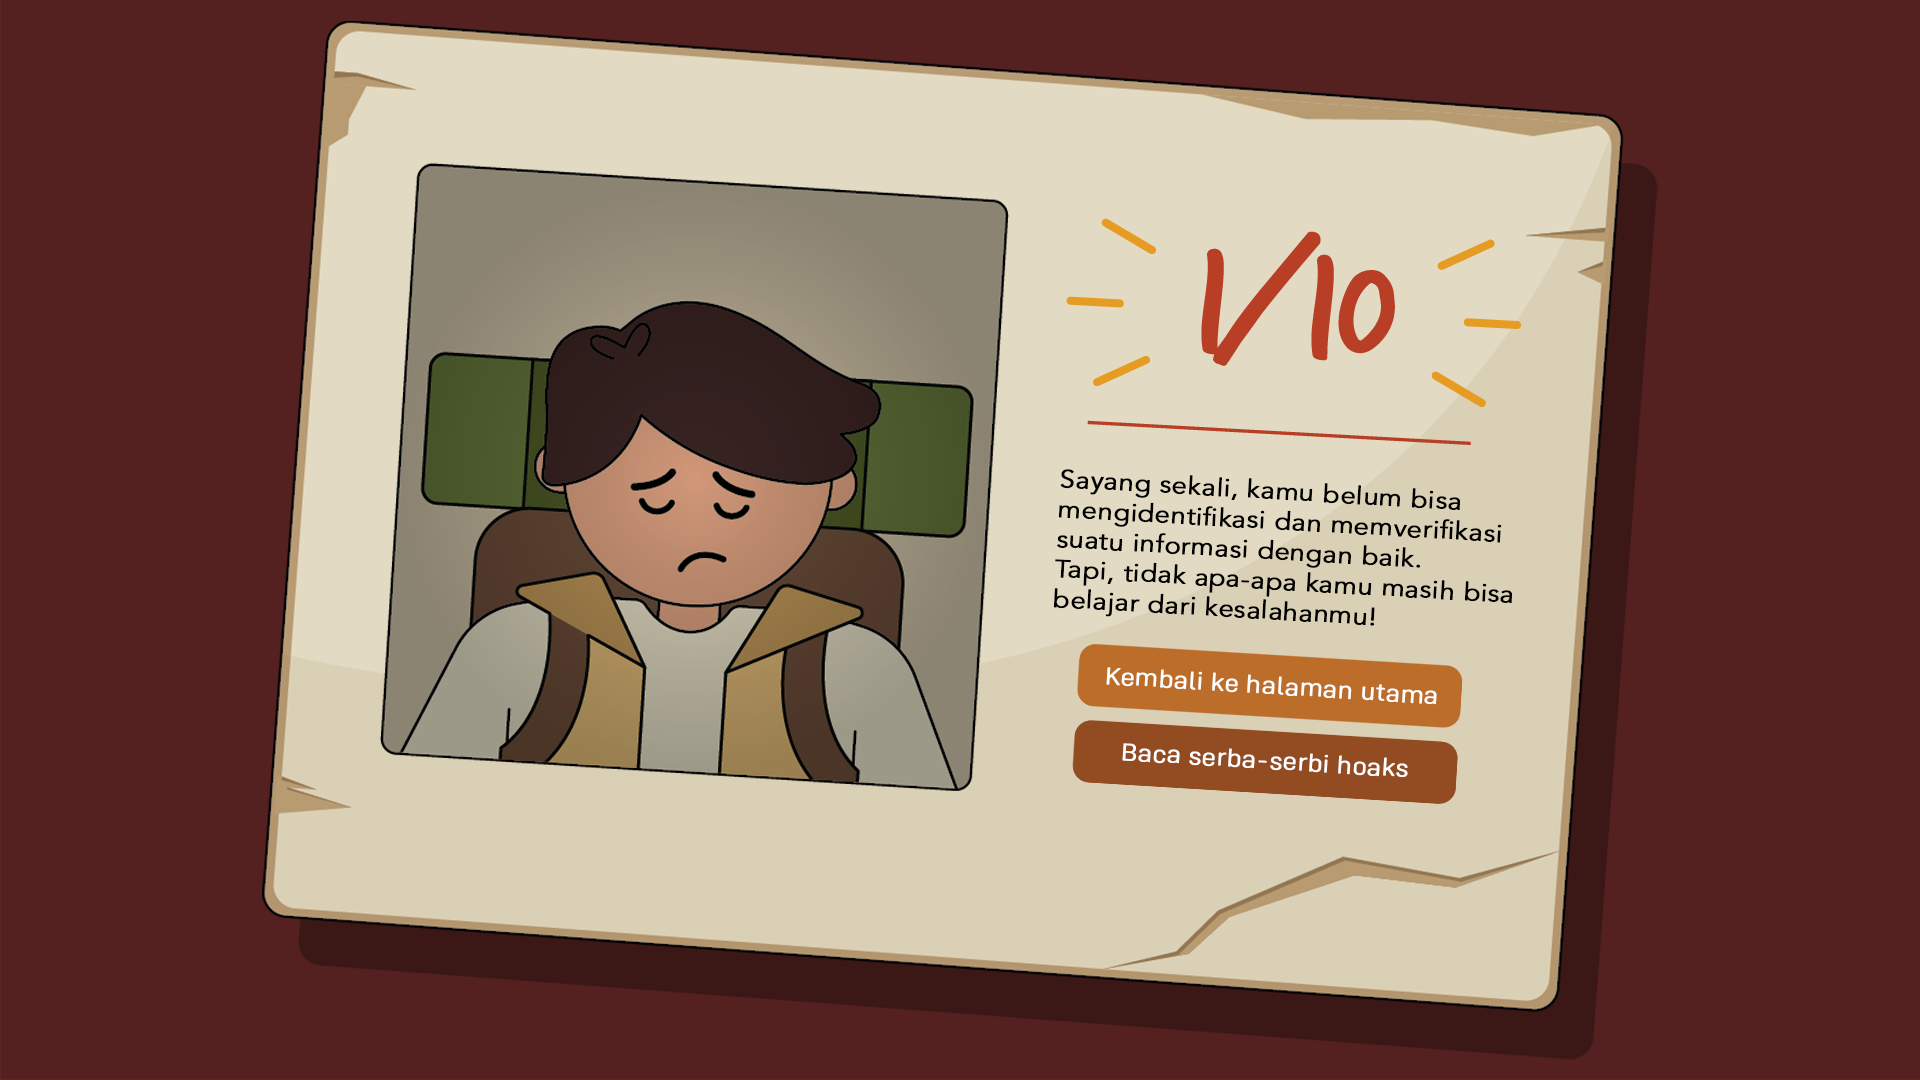 1/10
Sayang sekali, kamu belum bisa
mengidentifikasi dan memverifikasi
suatu informasi dengan baik.
Tapi, tidak apa-apa kamu masih bisa
belajar dari kesalahanmu!
Kembali ke halaman utama
Baca serba-serbi hoaks